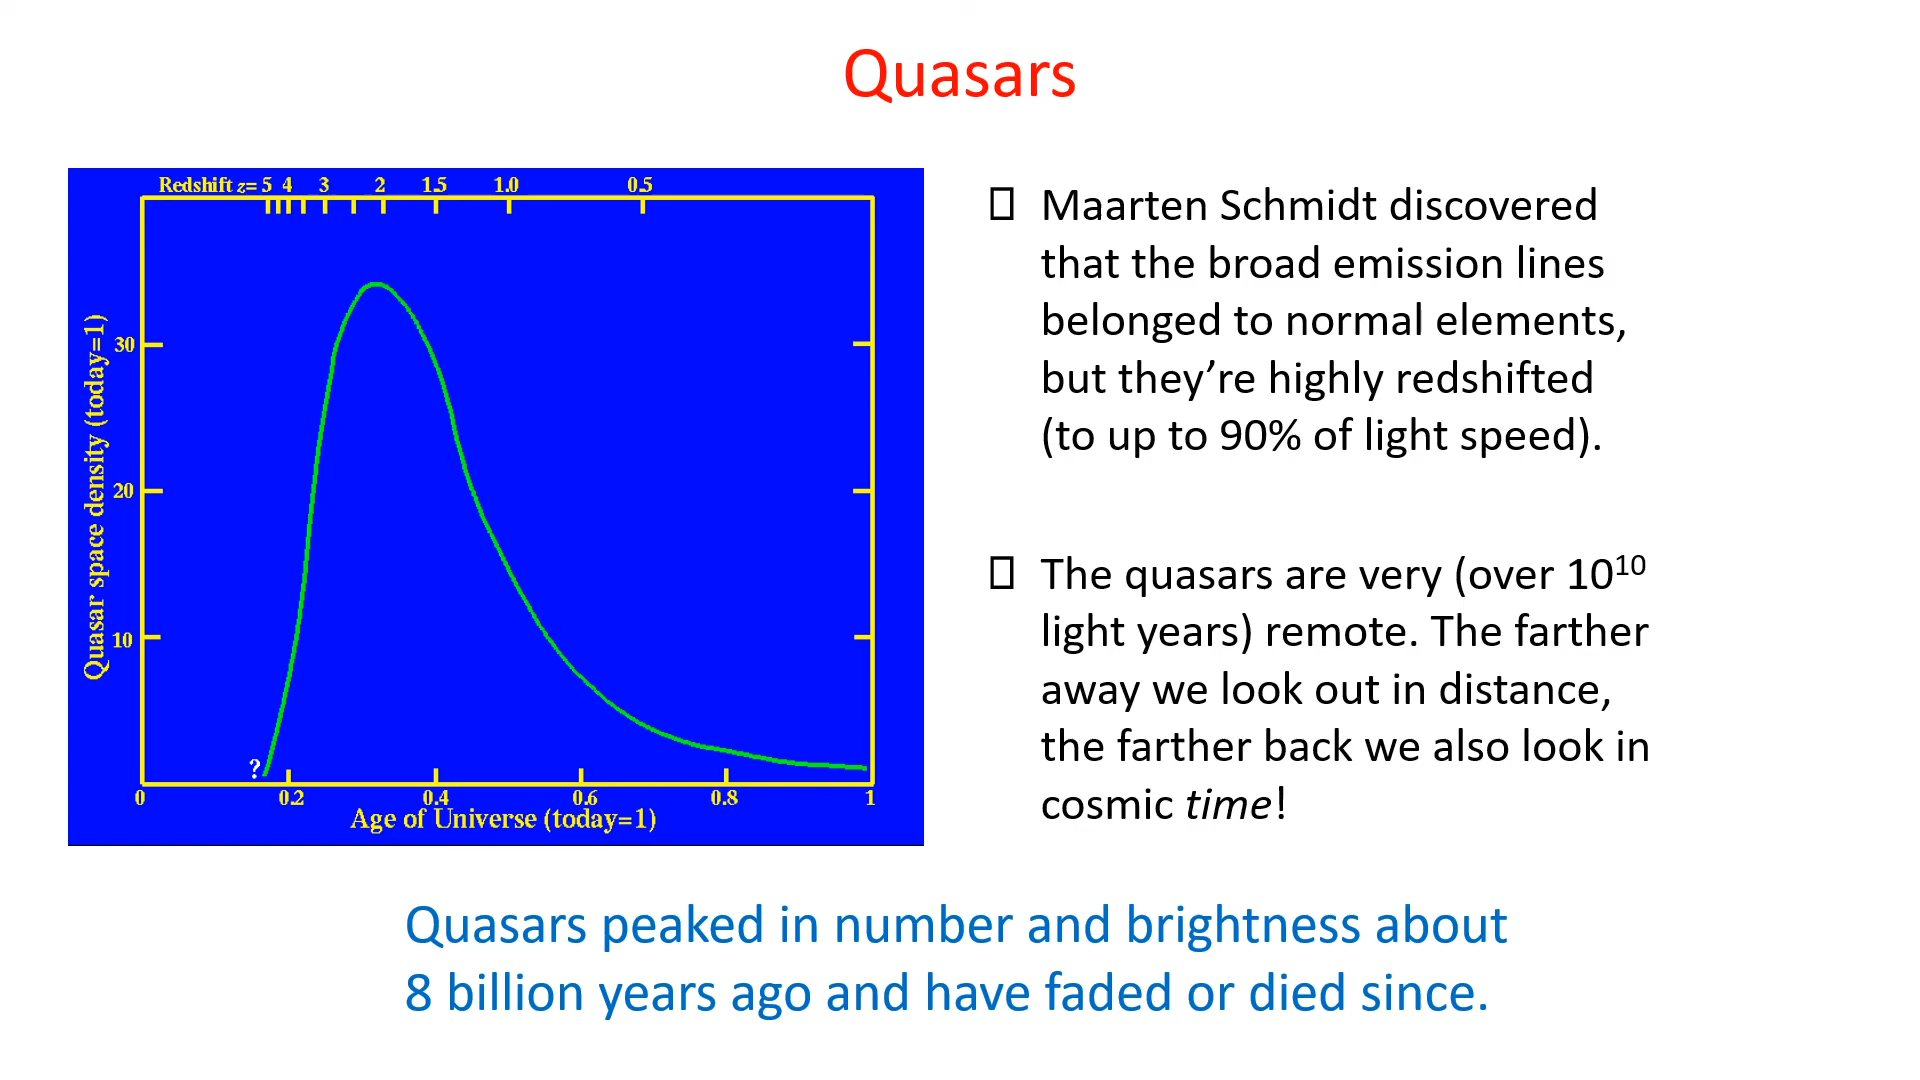 Quasars
Redshift z= 5 4 3 2 1.5 1.0 0.5
Quasar space density (today=1)
30
20
10
?
0 0.2 0.4 0.6 0.8 1
Age of Universe (today=1)
Maarten Schmidt discovered
that the broad emission lines
belonged to normal elements,
but they’re highly redshifted
(to up to 90% of light speed).
The quasars are very (over 10¹⁰
light years) remote. The farther
away we look out in distance,
the farther back we also look in
cosmic time!
Quasars peaked in number and brightness about
8 billion years ago and have faded or died since.